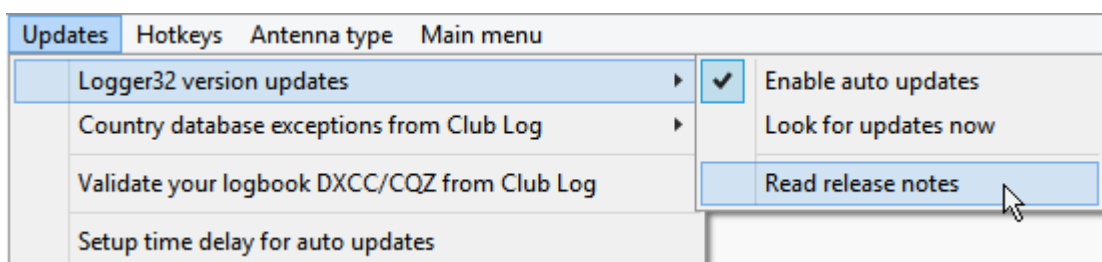 Updates Hotkeys Antenna type Main menu
Logger32 version updates
Country database exceptions from Club Log
Validate your logbook DXCC/CQZ from Club Log
Setup time delay for auto updates
Enable auto updates
Look for updates now
Read release notes